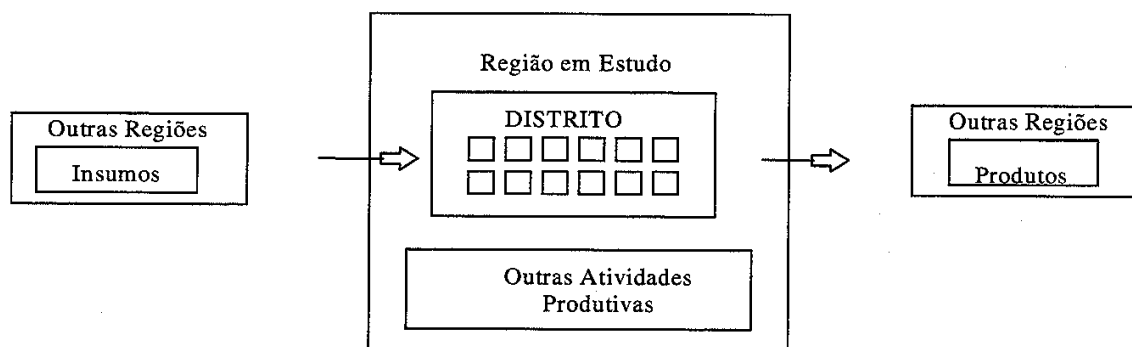 Região em Estudo
DISTRITO
Outras Regiões
Insumos
Outras Regiões
Produtos
Outras Atividades
Produtivas